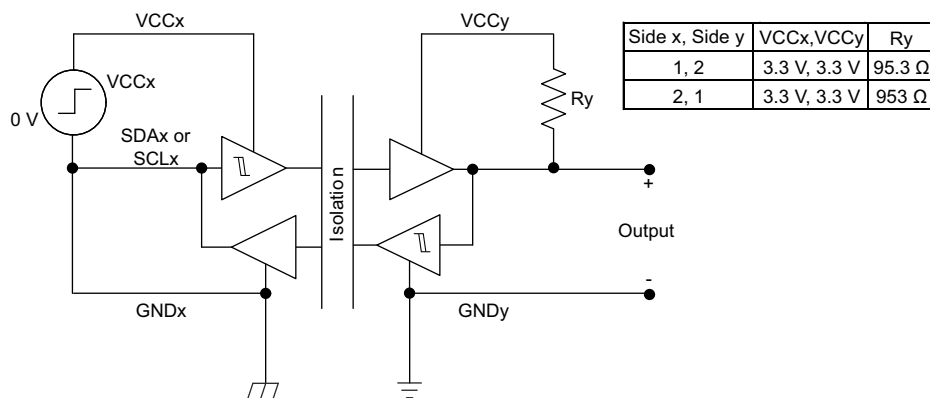 VCCx
VCCy
Side x, Side y VCCx,VCCy Ry
1, 2 3.3 V, 3.3 V 95.3 Ω
2, 1 3.3 V, 3.3 V 953 Ω
VCCx
0 V
Ry
SDAx or
SCLx
Isolation
+
Output
-
GNDx
GNDy